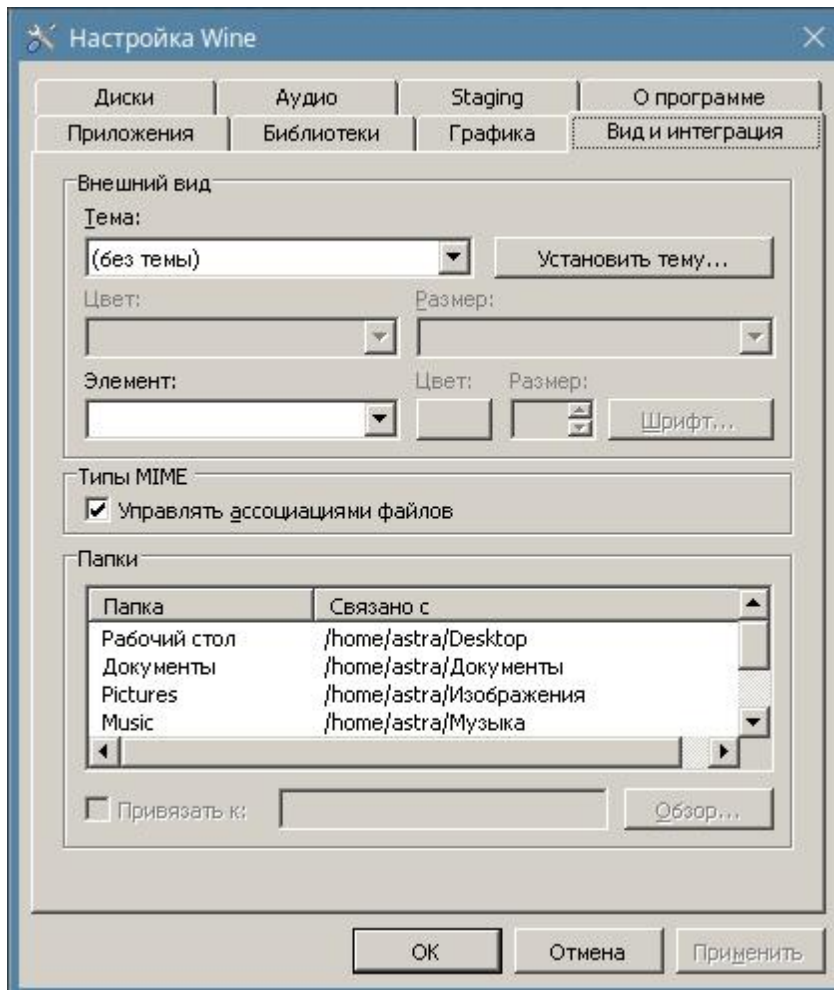 Настройка Wine
Диски Аудио Staging О программе
Приложения Библиотеки Графика Вид и интеграция
Внешний вид
Тема:
(без темы) Установить тему...
Цвет: Размер:
Элемент: Цвет: Размер:
Шрифт...
Типы MIME
Управлять ассоциациями файлов
Папки
Папка Связано с
Рабочий стол /home/astra/Desktop
Документы /home/astra/Документы
Pictures /home/astra/Изображения
Music /home/astra/Музыка
Привязать к: Обзор...
ОК Отмена Применить